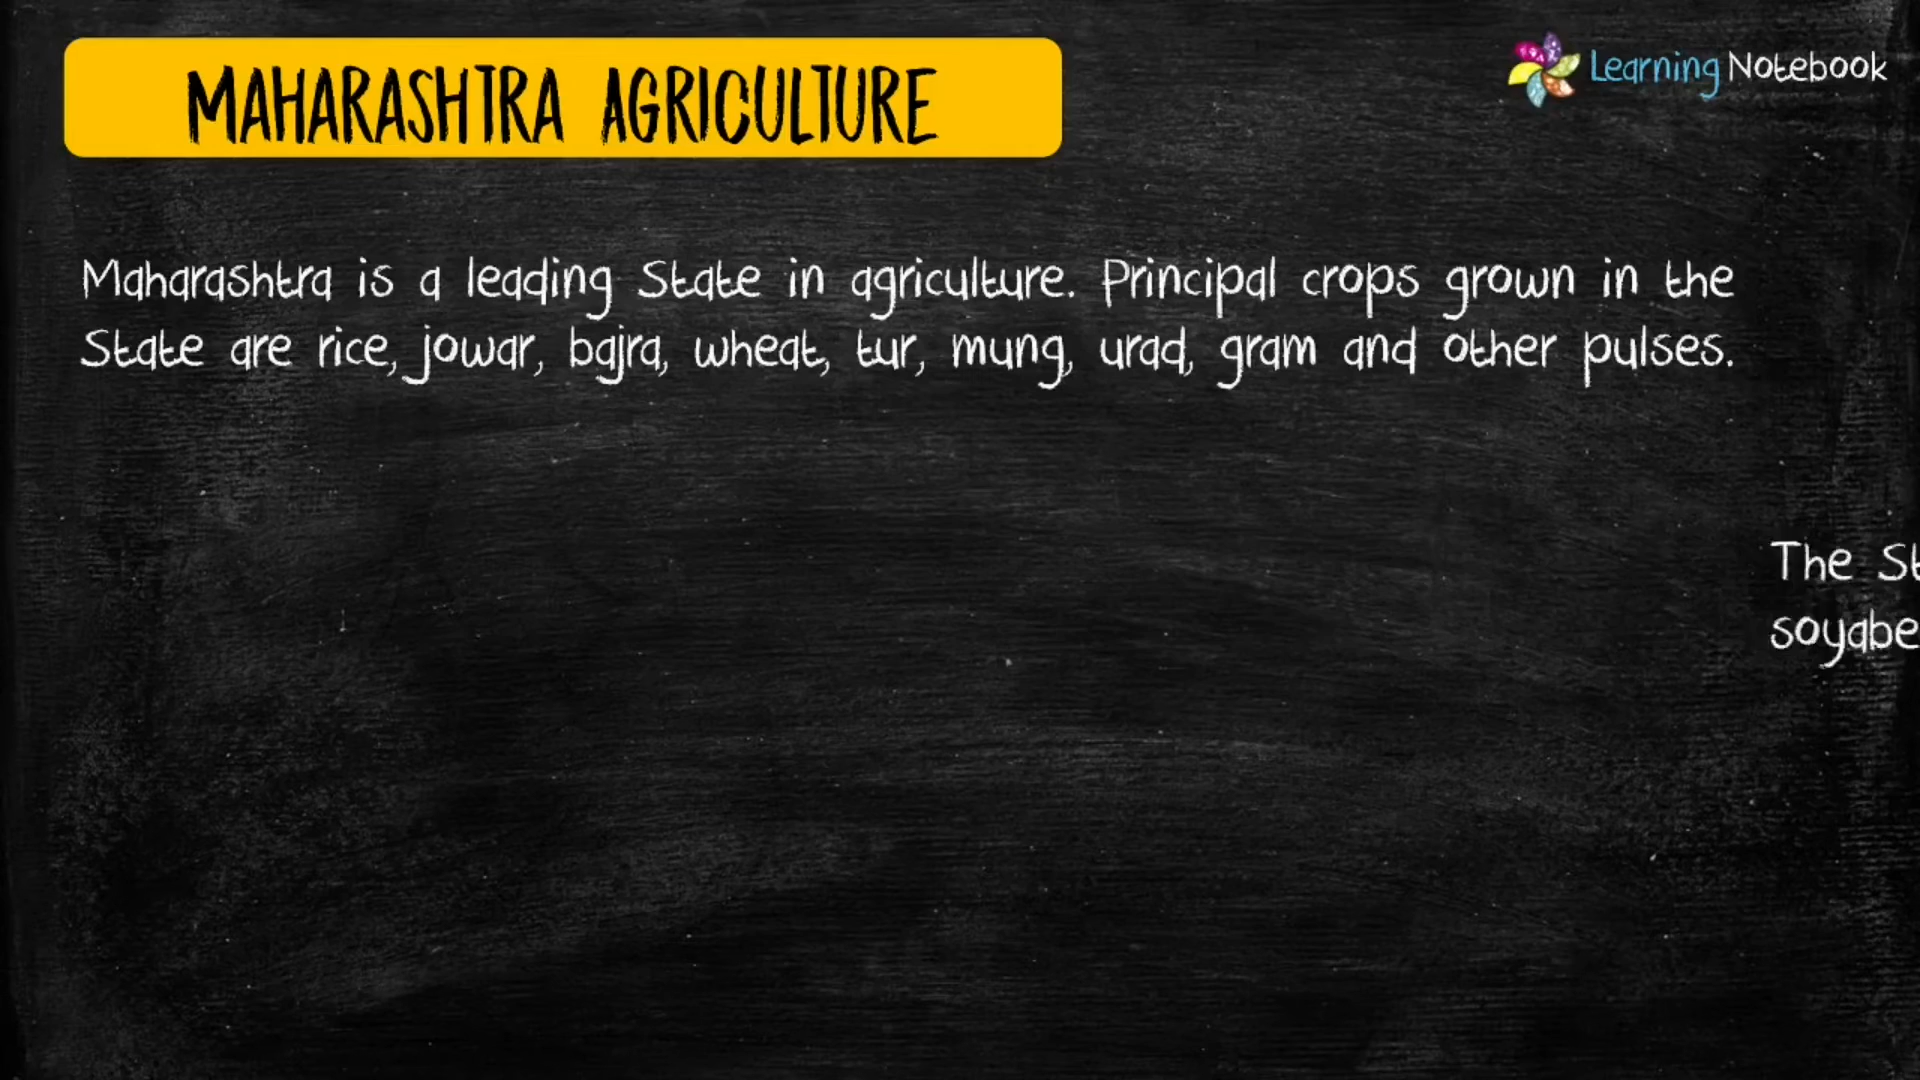 MAHARASHTRA AGRICULTURE
Learning Notebook
Maharashtra is a leading State in agriculture. Principal crops grown in the
State are rice, jowar, bajra, wheat, tur, mung, urad, gram and other pulses.
The